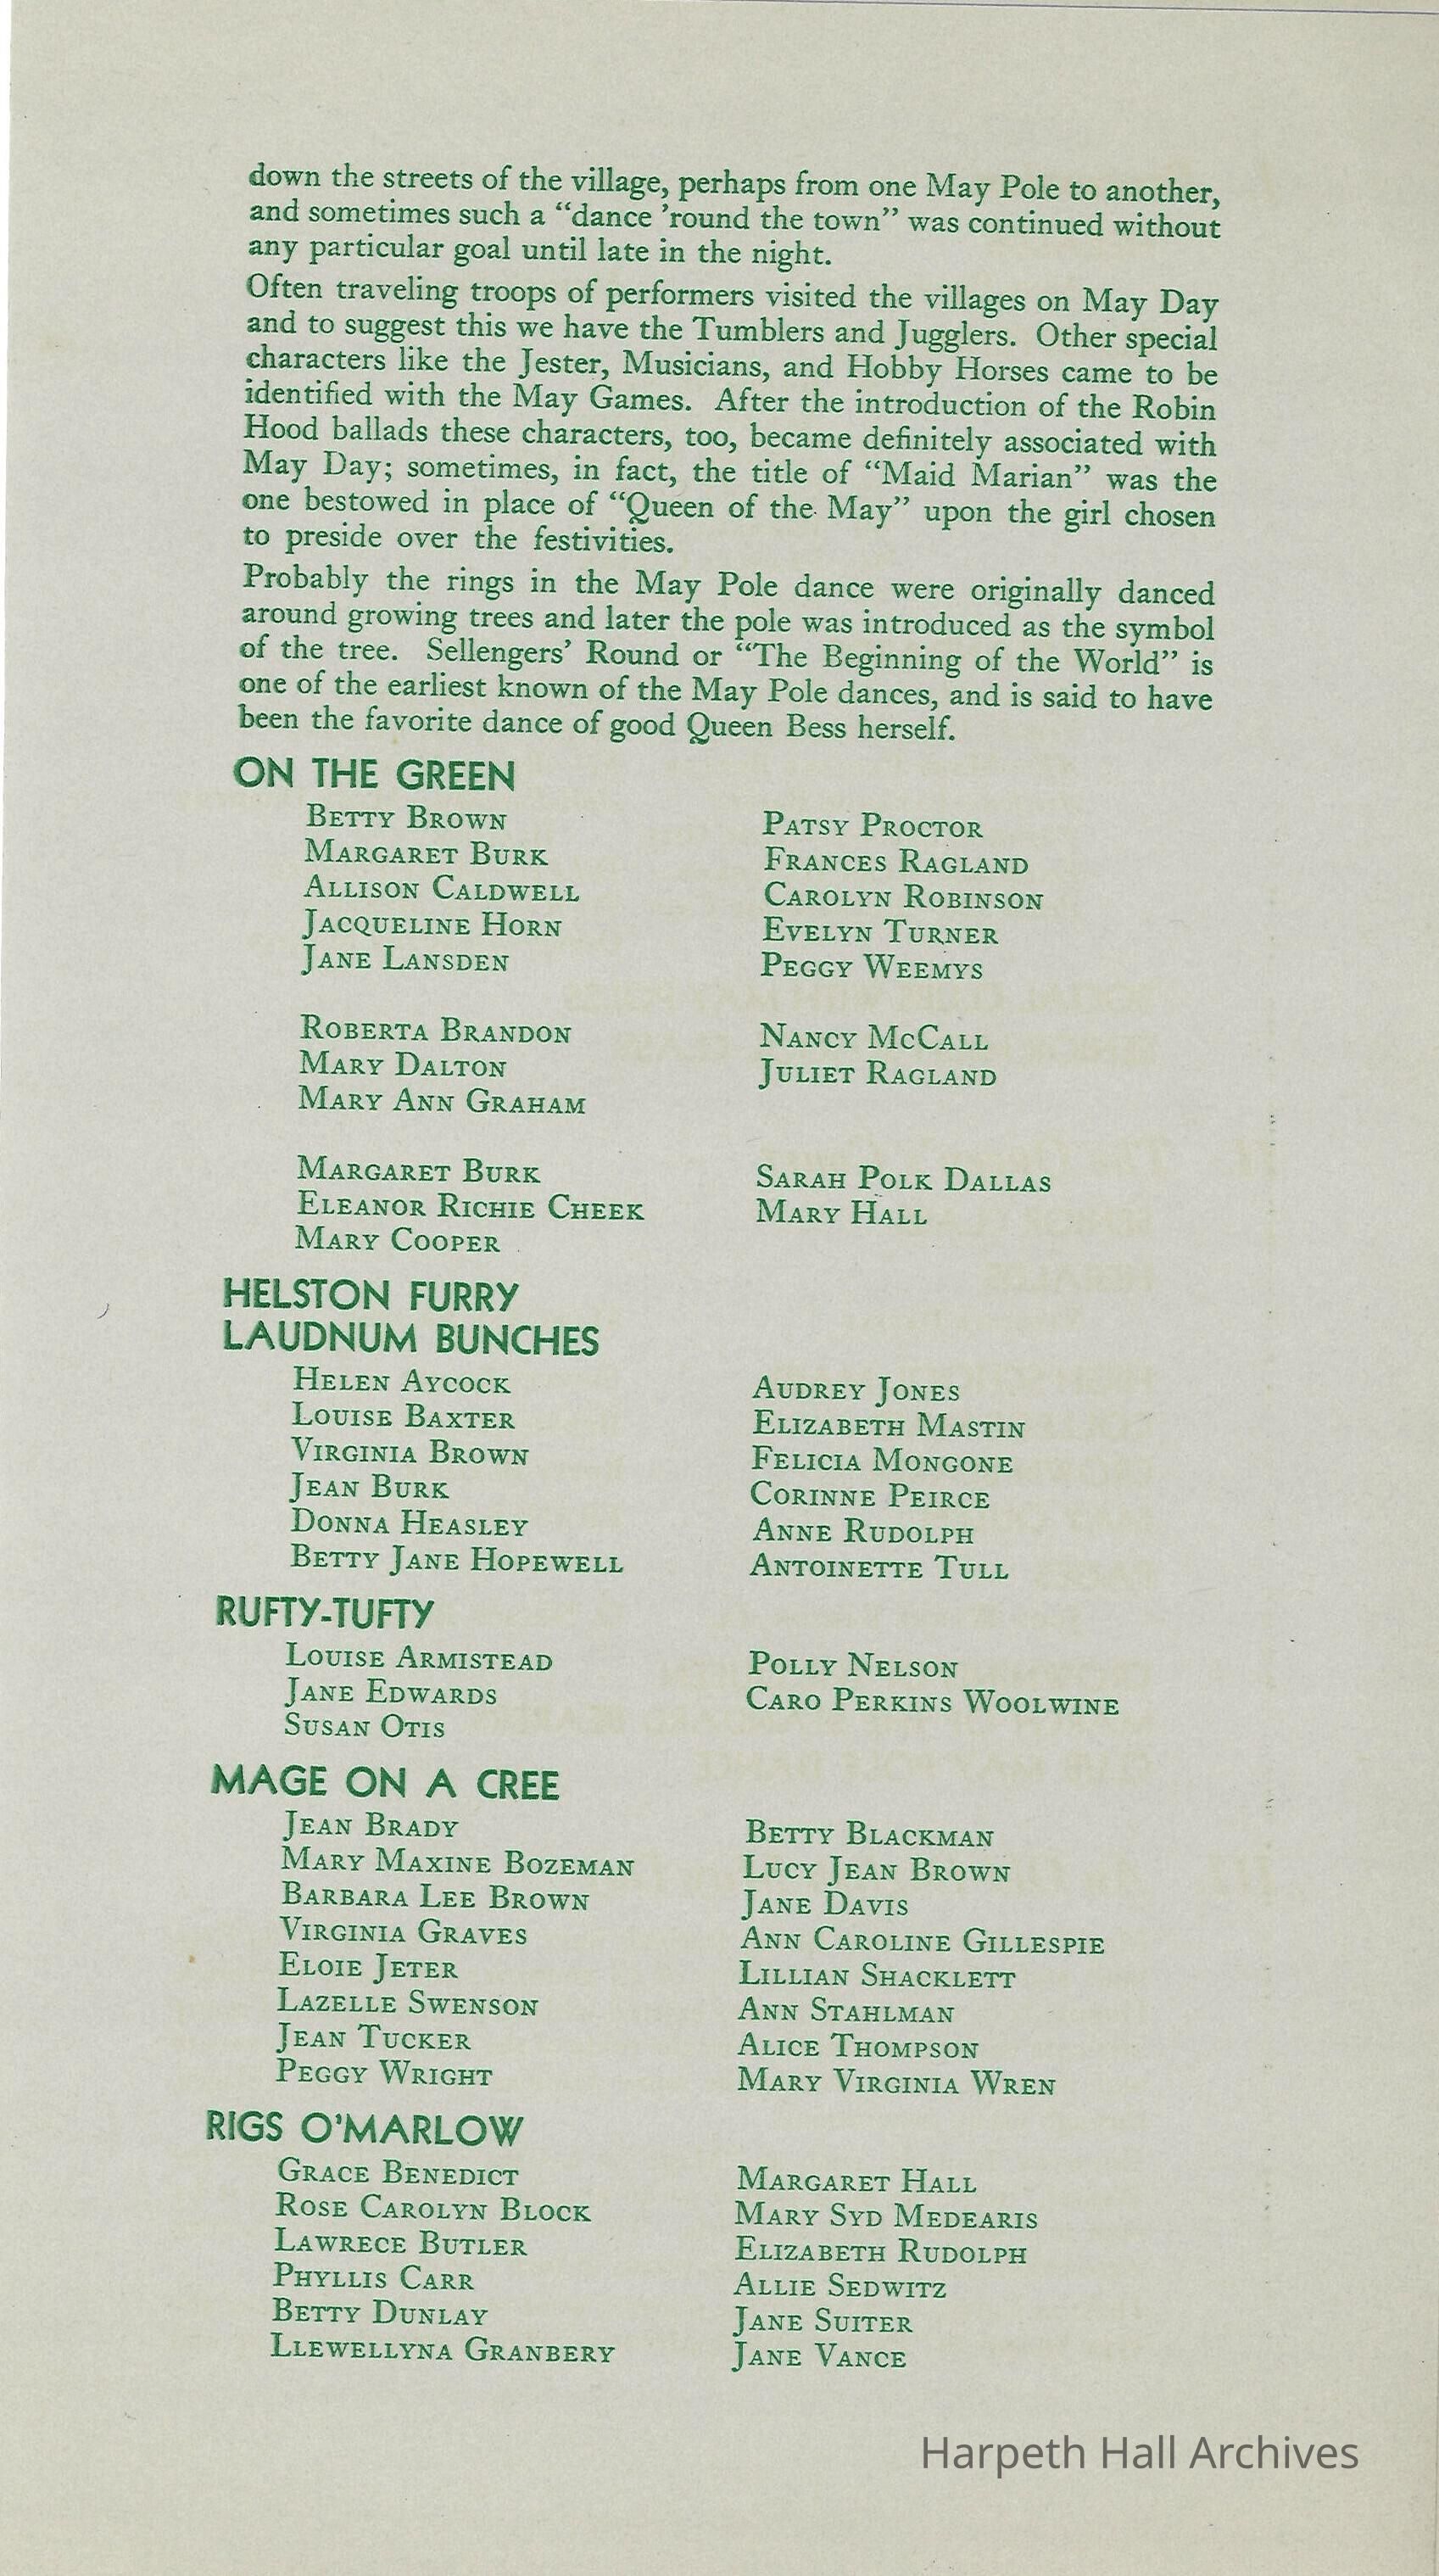 down the streets of the village, perhaps from one May Pole to another,
and sometimes such a “dance ’round the town” was continued without
any particular goal until late in the night.
Often traveling troops of performers visited the villages on May Day
and to suggest this we have the Tumblers and Jugglers. Other special
characters like the Jester, Musicians, and Hobby Horses came to be
identified with the May Games. After the introduction of the Robin
Hood ballads these characters, too, became definitely associated with
May Day; sometimes, in fact, the title of “Maid Marian” was the
one bestowed in place of “Queen of the May” upon the girl chosen
to preside over the festivities.
Probably the rings in the May Pole dance were originally danced
around growing trees and later the pole was introduced as the symbol
of the tree. Sellengers’ Round or “The Beginning of the World” is
one of the earliest known of the May Pole dances, and is said to have
been the favorite dance of good Queen Bess herself.
ON THE GREEN
BETTY BROWN PATSY PROCTOR
MARGARET BURK FRANCES RAGLAND
ALLISON CALDWELL CAROLYN ROBINSON
JACQUELINE HORN EVELYN TURNER
JANE LANSDEN PEGGY WEEMYS
ROBERTA BRANDON NANCY MCCALL
MARY DALTON JULIET RAGLAND
MARY ANN GRAHAM
MARGARET BURK SARAH POLK DALLAS
ELEANOR RICHIE CHEEK MARY HALL
MARY COOPER
HELSTON FURRY
LAUDNUM BUNCHES
HELEN AYCOCK AUDREY JONES
LOUISE BAXTER ELIZABETH MASTIN
VIRGINIA BROWN FELICIA MONGONE
JEAN BURK CORINNE PEIRCE
DONNA HEASLEY ANNE RUDOLPH
BETTY JANE HOPEWELL ANTOINETTE TULL
RUFTY-TUFTY
LOUISE ARMISTEAD POLLY NELSON
JANE EDWARDS CARO PERKINS WOOLWINE
SUSAN OTIS
MAGE ON A CREE
JEAN BRADY BETTY BLACKMAN
MARY MAXINE BOZEMAN LUCY JEAN BROWN
BARBARA LEE BROWN JANE DAVIS
VIRGINIA GRAVES ANN CAROLINE GILLESPIE
ELOIE JETER LILLIAN SHACKLETT
LAZELLE SWENSON ANN STAHLMAN
JEAN TUCKER ALICE THOMPSON
PEGGY WRIGHT MARY VIRGINIA WREN
RIGS O’MARLOW
GRACE BENEDICT MARGARET HALL
ROSE CAROLYN BLOCK MARY SYD MEDEARIS
LAWRECE BUTLER ELIZABETH RUDOLPH
PHYLLIS CARR ALLIE SEDWITZ
BETTY DUNLAY JANE SUITER
LLEWELLYNA GRANBERY JANE VANCE
Harpeth Hall Archives